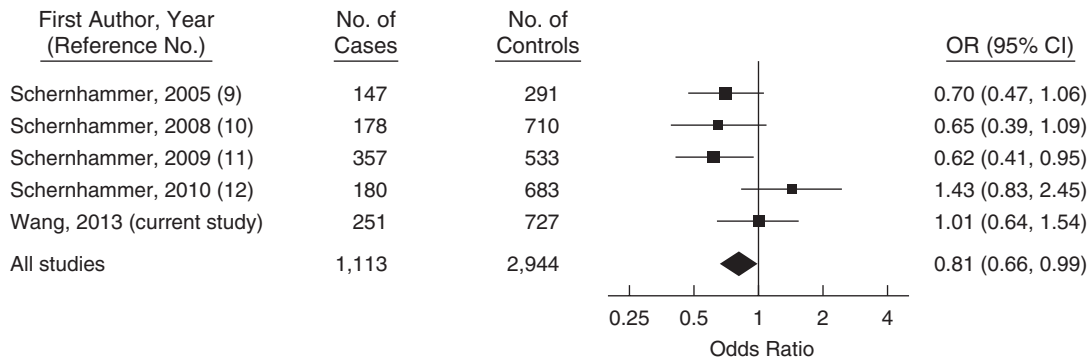 First Author, Year No. of No. of
(Reference No.) Cases Controls OR (95% CI)
Schernhammer, 2005 (9) 147 291 0.70 (0.47, 1.06)
Schernhammer, 2008 (10) 178 710 0.65 (0.39, 1.09)
Schernhammer, 2009 (11) 357 533 0.62 (0.41, 0.95)
Schernhammer, 2010 (12) 180 683 1.43 (0.83, 2.45)
Wang, 2013 (current study) 251 727 1.01 (0.64, 1.54)
All studies 1,113 2,944 0.81 (0.66, 0.99)
0.25 0.5 1 2 4
Odds Ratio